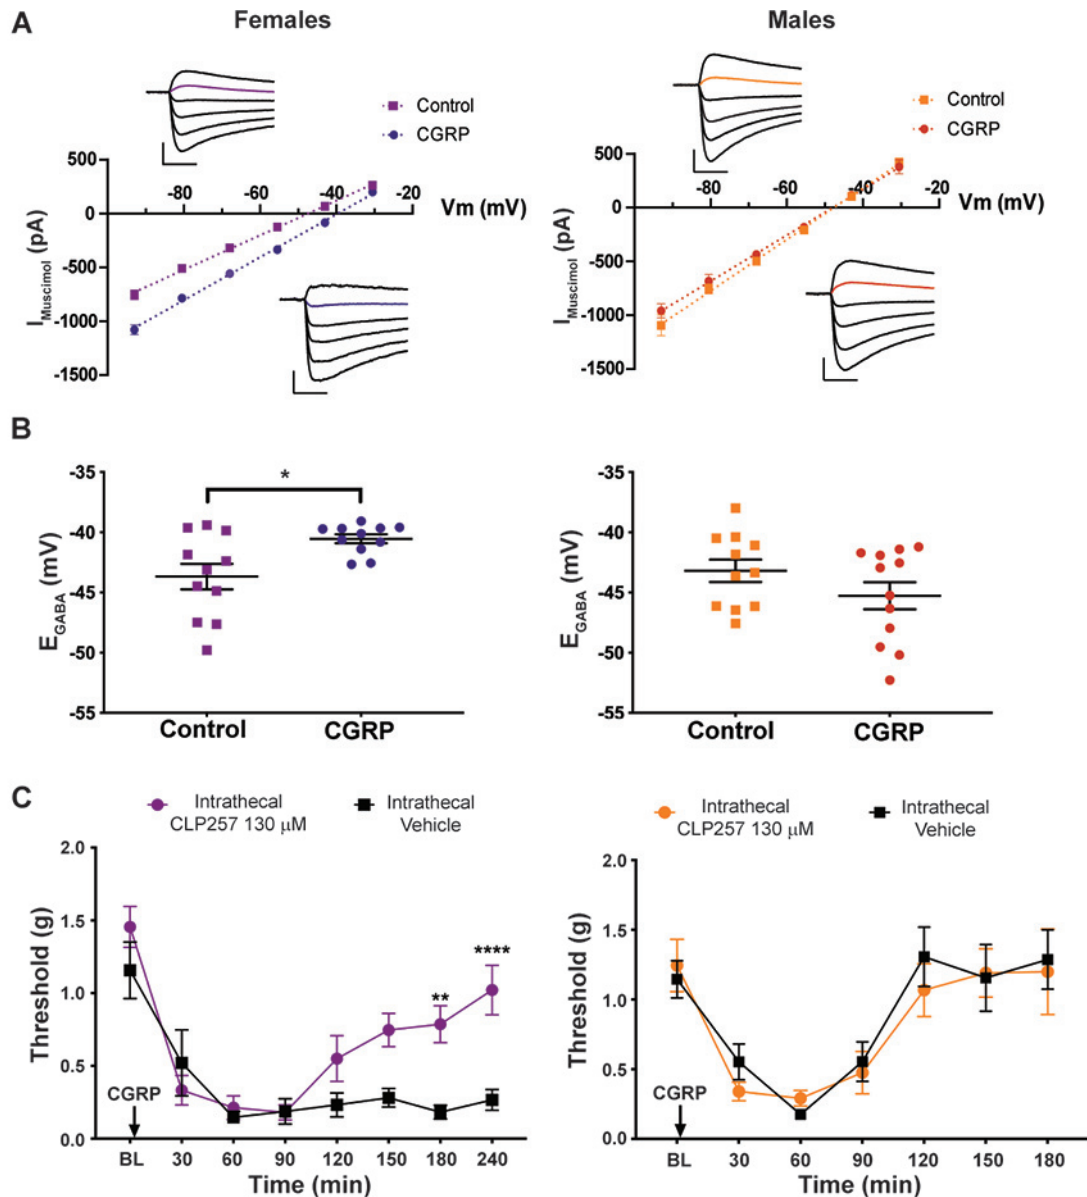 A
Females
Males
Control
CGRP
Control
CGRP
500
0
-500
-1000
-1500
-80
-60
-40
-20
Vm (mV)
I Muscimol (pA)
500
0
-500
-1000
-1500
-80
-60
-40
-20
Vm (mV)
I Muscimol (pA)
B
-35
-40
-45
-50
-55
E GABA (mV)
*
Control
CGRP
-35
-40
-45
-50
-55
E GABA (mV)
Control
CGRP
C
Intrathecal
CLP257 130 μM
Intrathecal
Vehicle
Intrathecal
CLP257 130 μM
Intrathecal
Vehicle
2.0
1.5
1.0
0.5
0.0
Threshold (g)
**
****
CGRP
BL
30
60
90
120
150
180
240
Time (min)
2.0
1.5
1.0
0.5
0.0
Threshold (g)
CGRP
BL
30
60
90
120
150
180
Time (min)